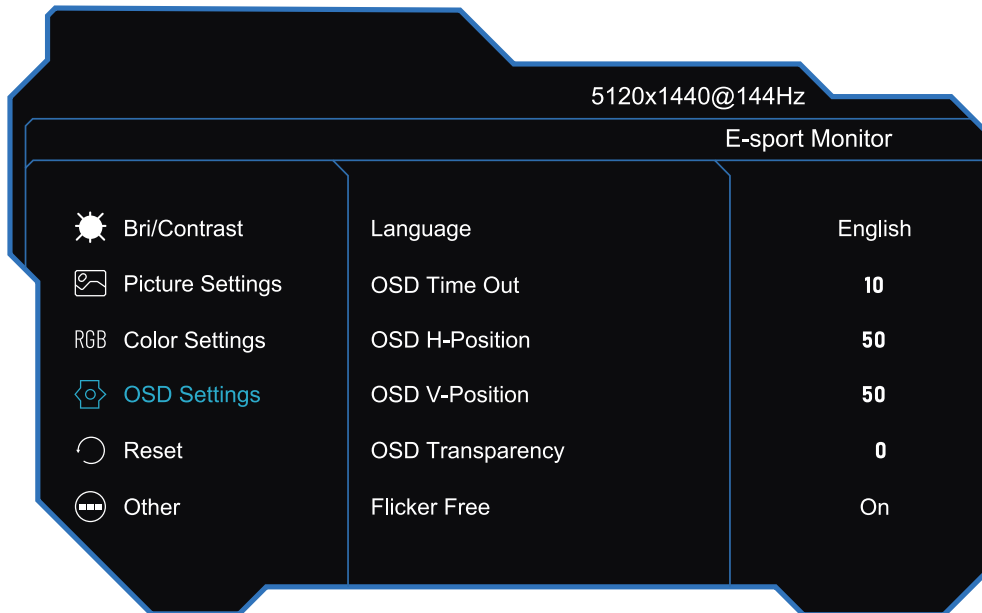 5120x1440@144Hz
E-sport Monitor
Bri/Contrast Language English
Picture Settings OSD Time Out 10
RGB Color Settings OSD H-Position 50
OSD Settings OSD V-Position 50
Reset OSD Transparency 0
Other Flicker Free On